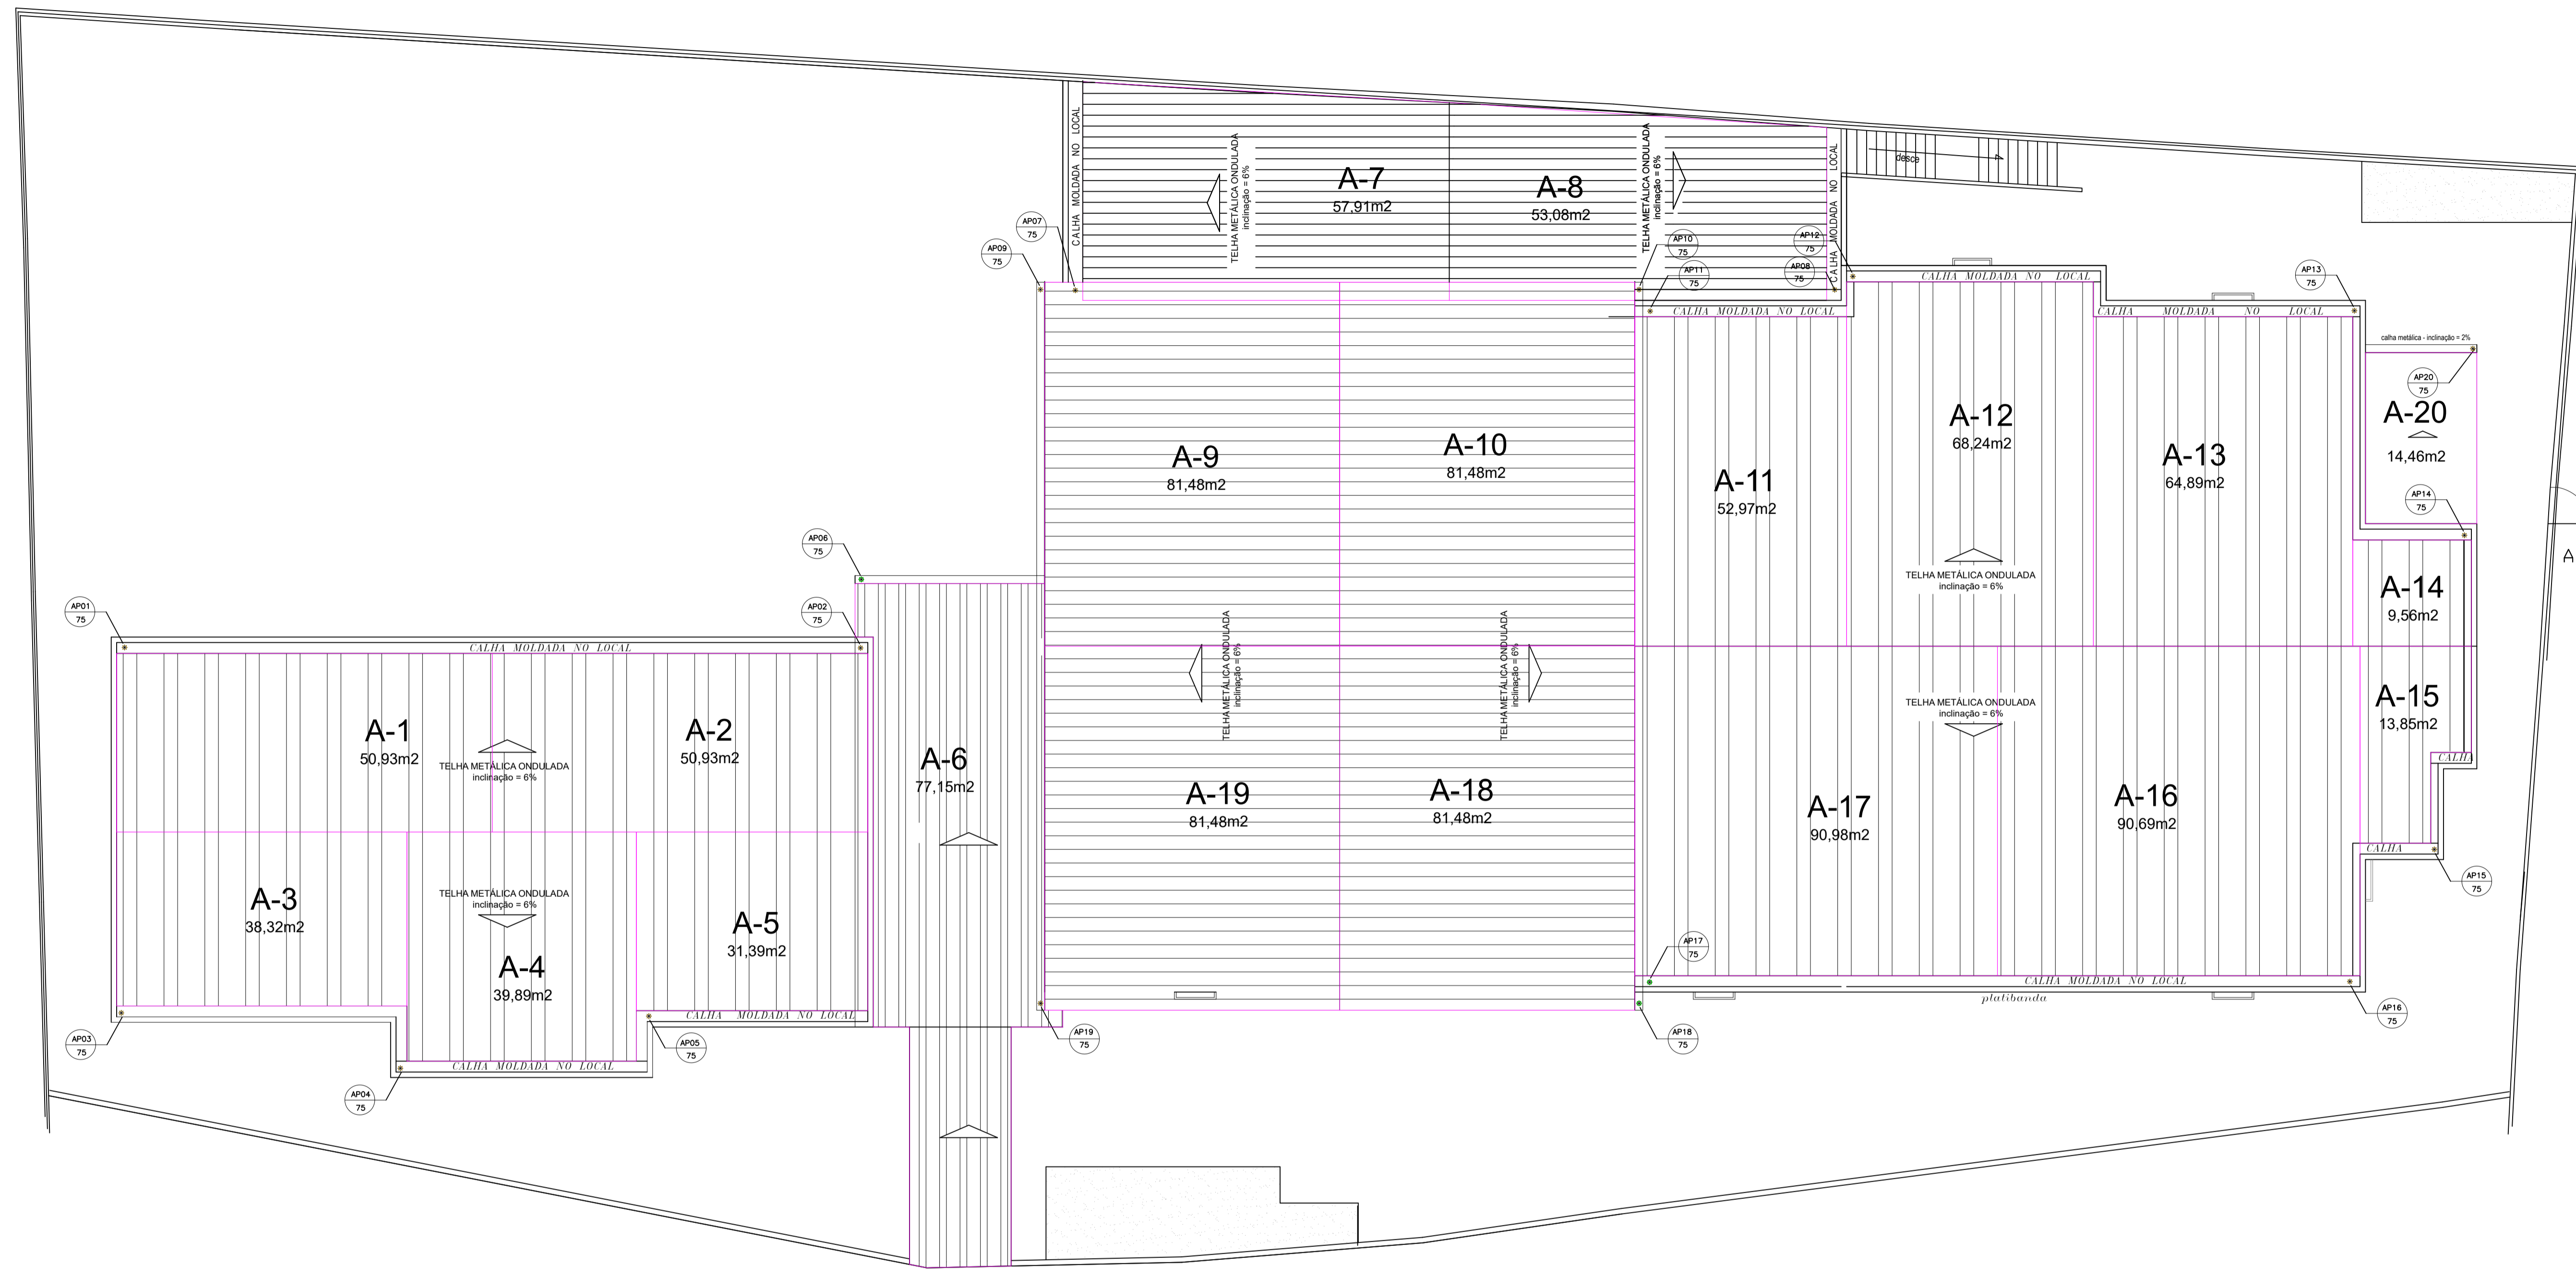 CALHA MOLDADA NO LOCAL
TELHA METÁLICA ONDULADA
inclinação = 6%
A-7
57,91m2
A-8
53,08m2
TELHA METÁLICA ONDULADA
inclinação = 6%
CALHA MOLDADA NO LOCAL
desce
AP07
75
AP09
75
AP10
75
AP12
75
AP11
75
AP08
75
CALHA MOLDADA NO LOCAL
AP13
75
CALHA MOLDADA NO LOCAL
CALHA MOLDADA NO LOCAL
calha metálica - inclinação = 2%
AP20
75
A-20
14,46m2
A-9
81,48m2
A-10
81,48m2
A-11
52,97m2
A-12
68,24m2
A-13
64,89m2
AP14
75
AP06
75
A
TELHA METÁLICA ONDULADA
inclinação = 6%
A-14
9,56m2
AP01
75
AP02
75
CALHA MOLDADA NO LOCAL
TELHA METÁLICA ONDULADA
inclinação = 6%
TELHA METÁLICA ONDULADA
inclinação = 6%
TELHA METÁLICA ONDULADA
inclinação = 6%
A-15
13,85m2
A-1
50,93m2
A-2
50,93m2
TELHA METÁLICA ONDULADA
inclinação = 6%
A-6
77,15m2
CALHA
A-19
81,48m2
A-18
81,48m2
A-17
90,98m2
A-16
90,69m2
CALHA
AP15
75
TELHA METÁLICA ONDULADA
inclinação = 6%
A-3
38,32m2
A-5
31,39m2
A-4
39,89m2
AP17
75
CALHA MOLDADA NO LOCAL
platibanda
AP16
75
CALHA MOLDADA NO LOCAL
AP03
75
AP05
75
AP19
75
AP18
75
CALHA MOLDADA NO LOCAL
AP04
75